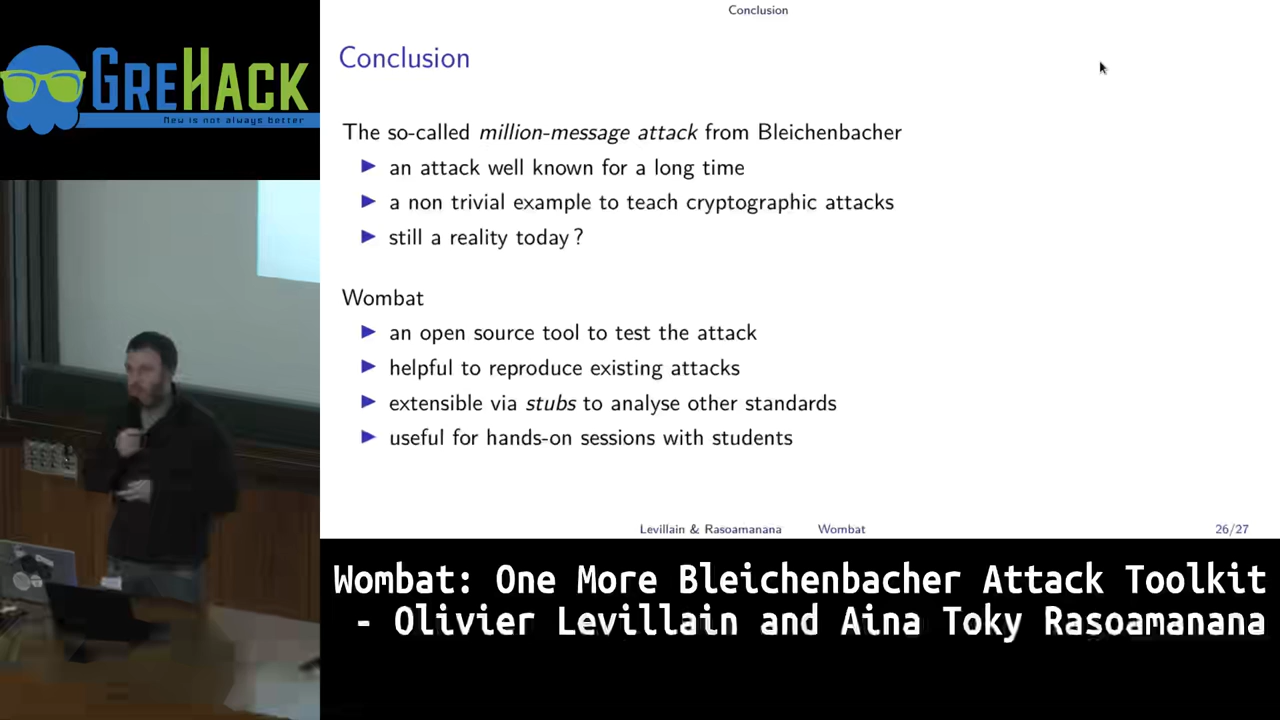 Conclusion
GREHACK
New is not always better
Conclusion
The so-called million-message attack from Bleichenbacher
an attack well known for a long time
a non trivial example to teach cryptographic attacks
still a reality today ?
Wombat
an open source tool to test the attack
helpful to reproduce existing attacks
extensible via stubs to analyse other standards
useful for hands-on sessions with students
Levillain & Rasoamanana Wombat 26/27
Wombat: One More Bleichenbacher Attack Toolkit
- Olivier Levillain and Aina Toky Rasoamanana